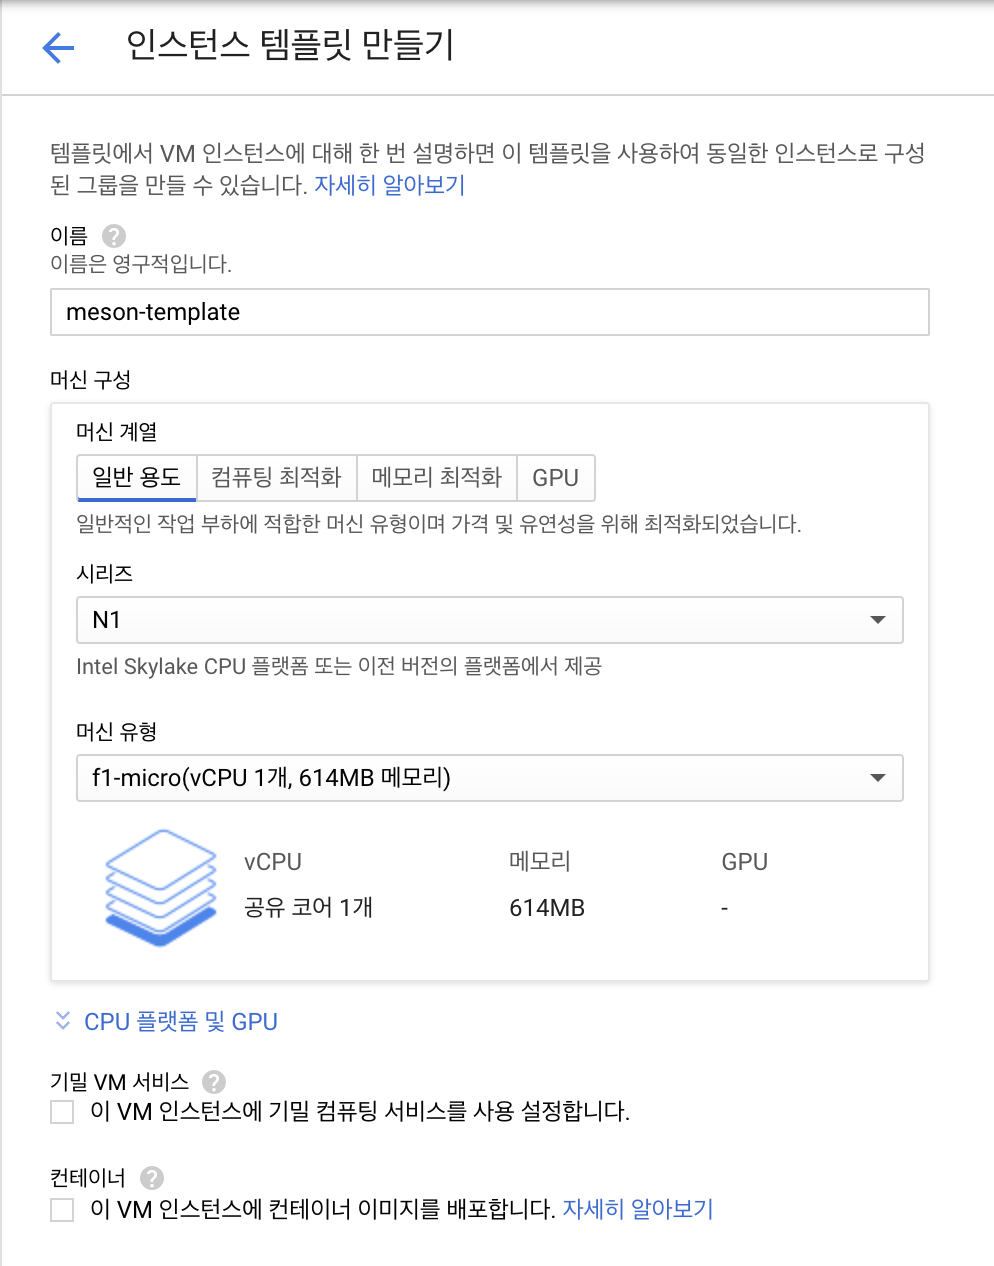 인스턴스 템플릿 만들기
템플릿에서 VM 인스턴스에 대해 한 번 설명하면 이 템플릿을 사용하여 동일한 인스턴스로 구성
된 그룹을 만들 수 있습니다. 자세히 알아보기
이름 ?
이름은 영구적입니다.
meson-template
머신 구성
머신 계열
일반 용도 컴퓨팅 최적화 메모리 최적화 GPU
일반적인 작업 부하에 적합한 머신 유형이며 가격 및 유연성을 위해 최적화되었습니다.
시리즈
N1
Intel Skylake CPU 플랫폼 또는 이전 버전의 플랫폼에서 제공
머신 유형
f1-micro(vCPU 1개, 614MB 메모리)
vCPU 메모리 GPU
공유 코어 1개 614MB -
CPU 플랫폼 및 GPU
기밀 VM 서비스 ?
이 VM 인스턴스에 기밀 컴퓨팅 서비스를 사용 설정합니다.
컨테이너 ?
이 VM 인스턴스에 컨테이너 이미지를 배포합니다. 자세히 알아보기